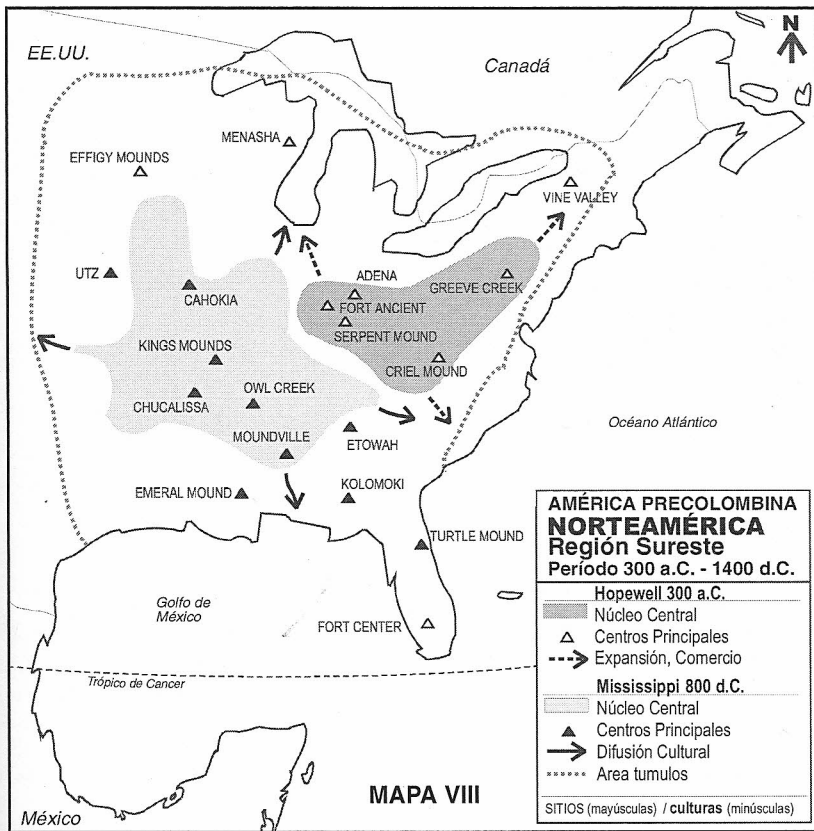 EE.UU.
Canadá
N
MENASHA
EFFIGY MOUNDS
VINE VALLEY
UTZ
CAHOKIA
ADENA
GREEVE CREEK
FORT ANCIENT
SERPENT MOUND
KINGS MOUNDS
CRIEL MOUND
CHUCALISSA
OWL CREEK
MOUNDVILLE
ETOWAH
Océano Atlántico
EMERAL MOUND
KOLOMOKI
TURTLE MOUND
Golfo de
México
FORT CENTER
Trópico de Cancer
MAPA VIII
México
AMÉRICA PRECOLOMBINA
NORTEAMÉRICA
Región Sureste
Período 300 a.C. - 1400 d.C.
Hopewell 300 a.C.
Núcleo Central
Centros Principales
Expansión, Comercio
Mississippi 800 d.C.
Núcleo Central
Centros Principales
Difusión Cultural
Area tumulos
SITIOS (mayúsculas) / culturas (minúsculas)